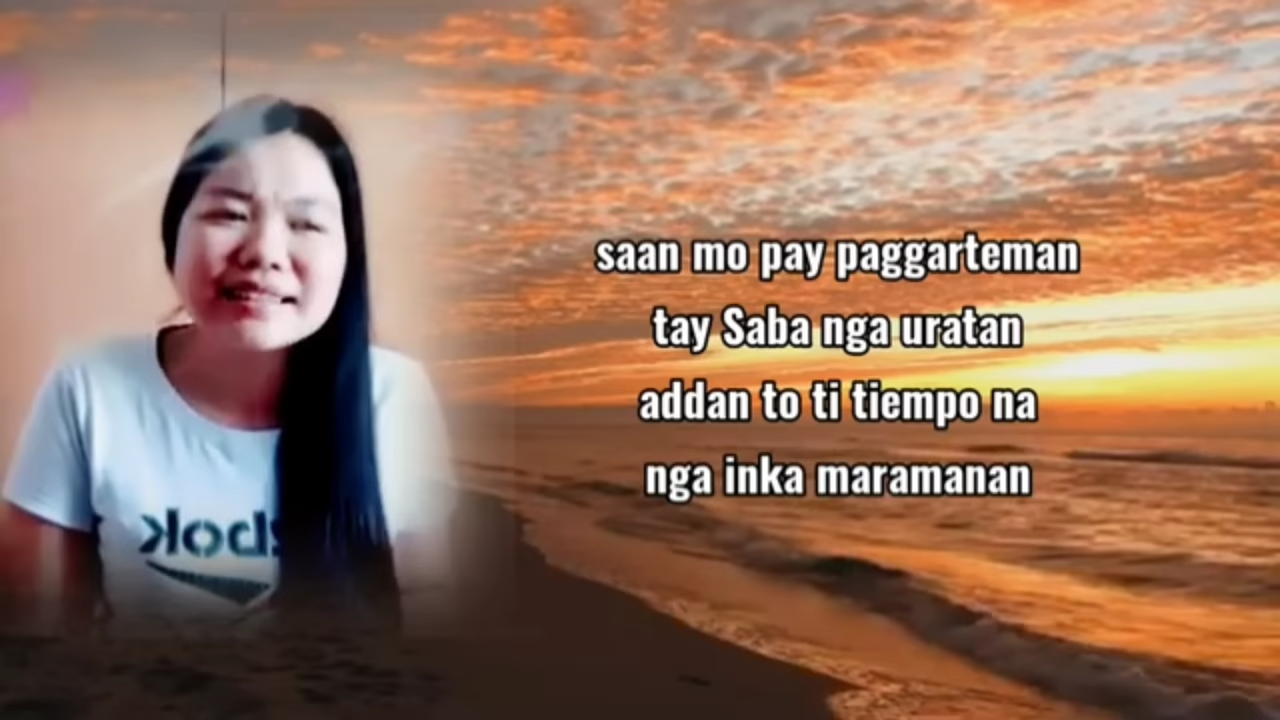 saan mo pay paggarteman
tay Saba nga uratan
addan to ti tiempo na
nga inka maramanan